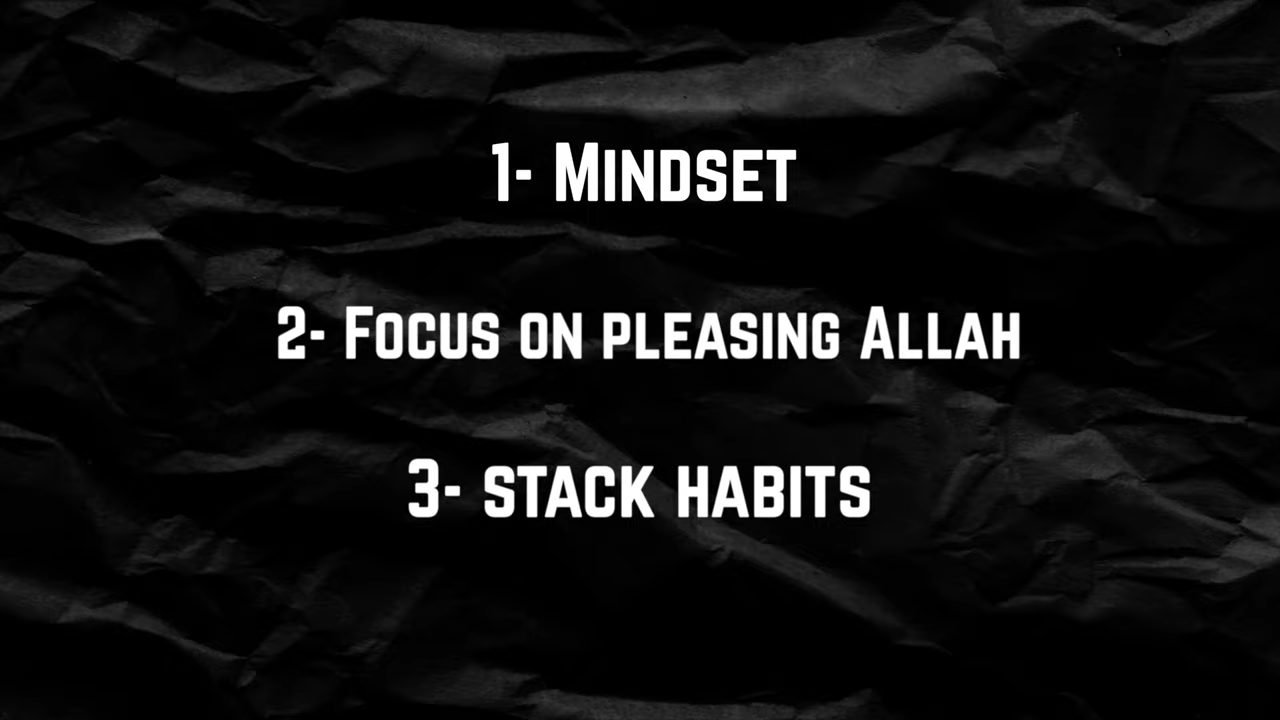 1- Mindset
2- Focus on pleasing Allah
3- stack habits